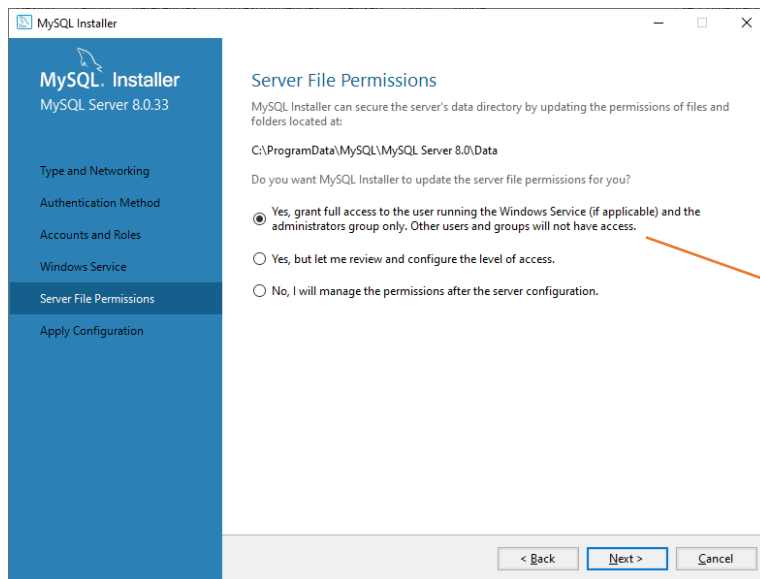 MySQL Installer
MySQL. Installer
MySQL Server 8.0.33
Type and Networking
Authentication Method
Accounts and Roles
Windows Service
Server File Permissions
Apply Configuration
Server File Permissions
MySQL Installer can secure the server's data directory by updating the permissions of files and
folders located at:
C:\ProgramData\MySQL\MySQL Server 8.0\Data
Do you want MySQL Installer to update the server file permissions for you?
Yes, grant full access to the user running the Windows Service (if applicable) and the
administrators group only. Other users and groups will not have access.
Yes, but let me review and configure the level of access.
No, I will manage the permissions after the server configuration.
< Back
Next >
Cancel